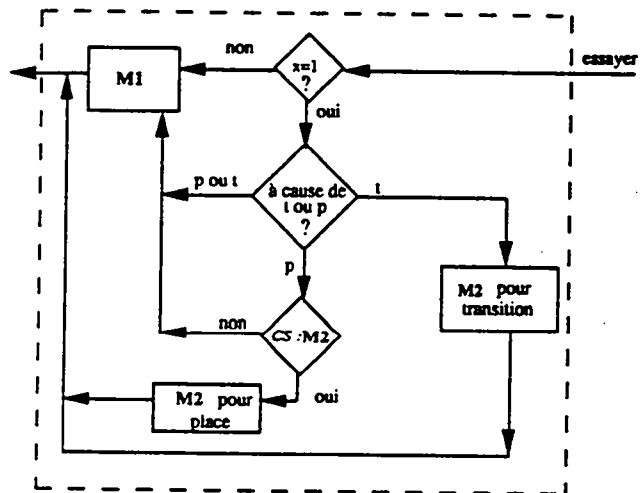 essayer
x=1
?
non
M1
oui
à cause de
t ou p
?
p ou t
t
p
M2 pour
transition
CS :M2
non
oui
M2 pour
place